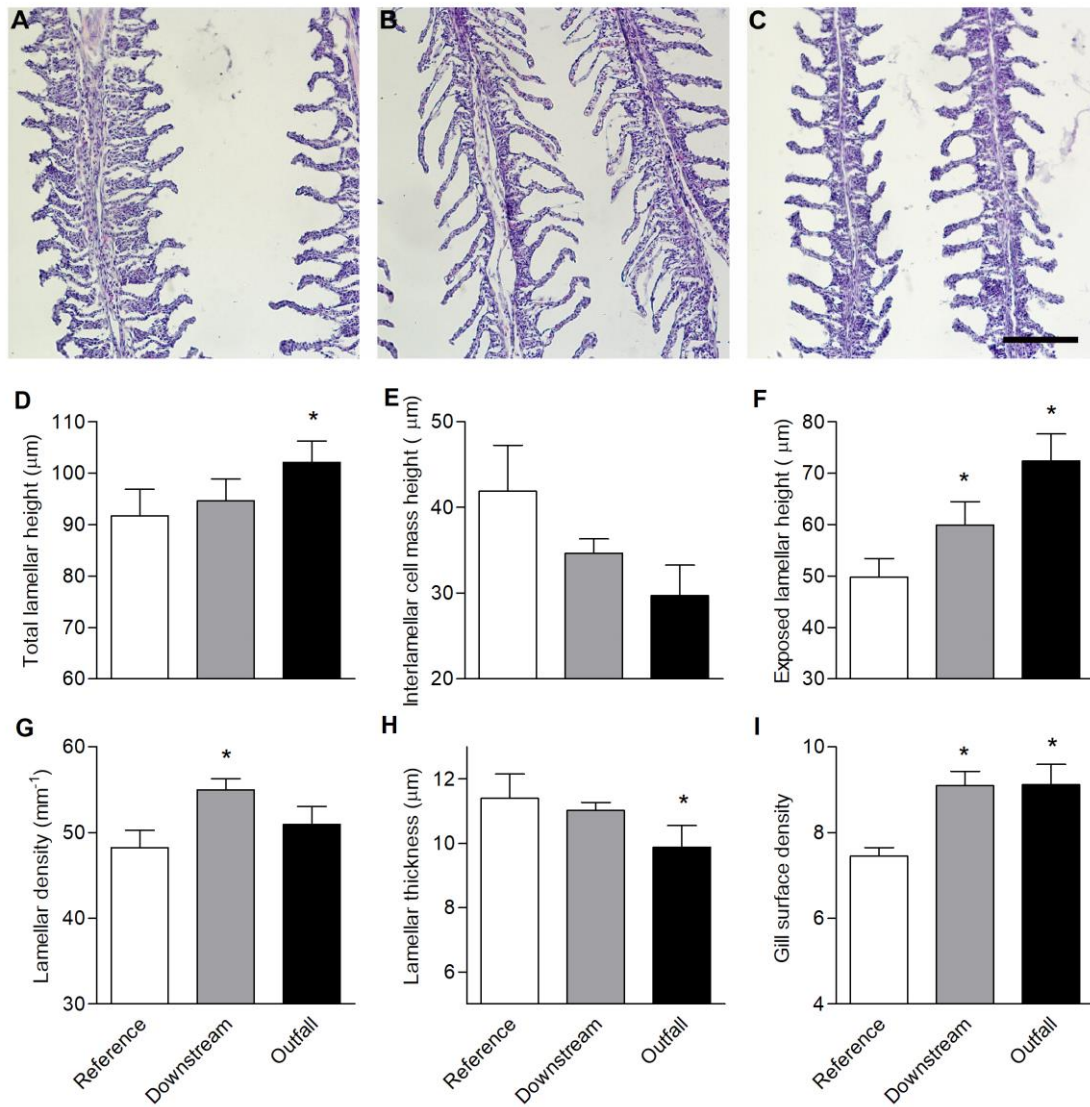 A
B
C
D
E
F
Total lamellar height (μm)
110
100
90
80
70
60
*
Interlamellar cell mass height ( μm)
50
40
30
20
Exposed lamellar height ( μm)
80
70
60
50
40
30
*
*
G
H
I
Lamellar density (mm-1)
60
50
40
30
*
Lamellar thickness (μm)
12
10
8
6
*
Gill surface density
10
8
6
4
*
*
Reference
Downstream
Outfall
Reference
Downstream
Outfall
Reference
Downstream
Outfall